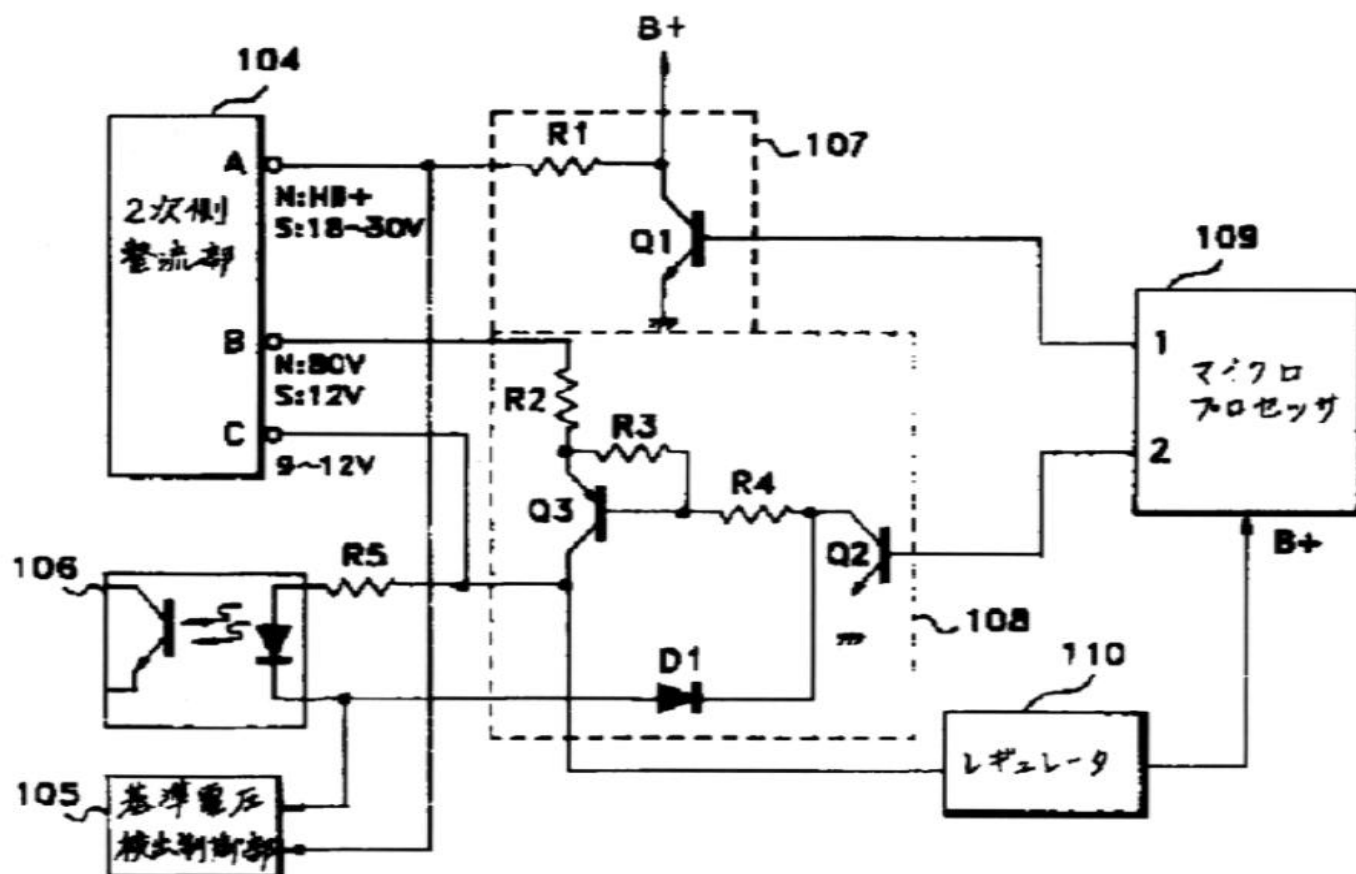 B+
104
R1
107
A
N:HB+
S:18~30V
2次側
整流部
Q1
109
B
N:80V
S:12V
1
マイクロ
プロセッサ
R2
C
9~12V
R3
2
R4
Q3
Q2
B+
106
R5
108
D1
110
レギュレータ
105
基準電圧
検出制御部